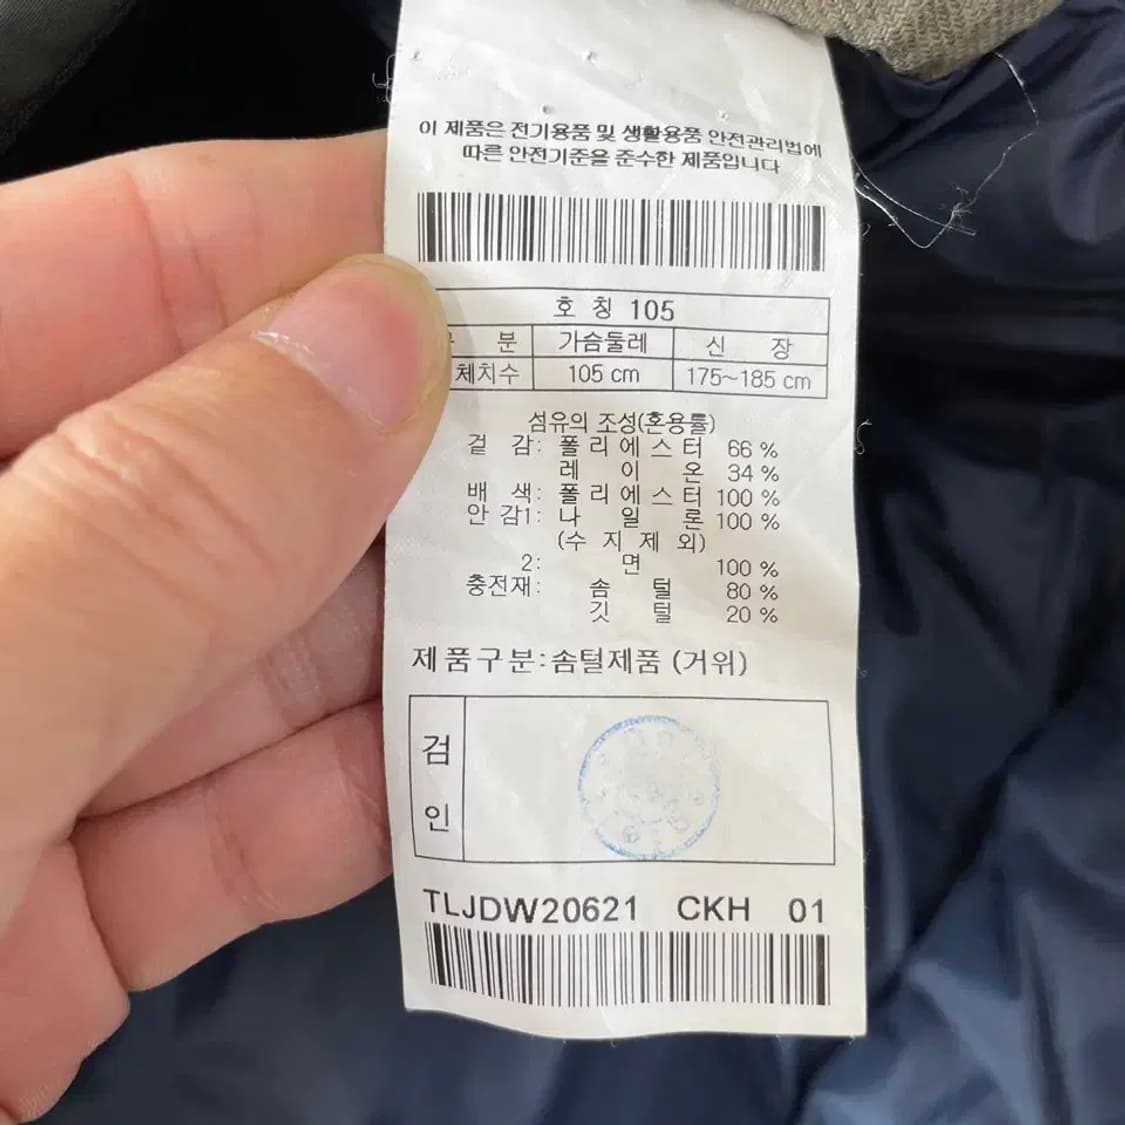 이 제품은 전기용품 및 생활용품 안전관리법에
따른 안전기준을 준수한 제품입니다
호 칭 105
분 가슴둘레 신 장
체치수 105 cm 175~185 cm
섬유의 조성(혼용률)
겉 감: 폴리에스터 66 %
레 이 온 34 %
배 색: 폴리에스터 100 %
안 감1: 나 일 론 100 %
(수 지 제 외)
2: 면 100 %
충전재: 솜 털 80 %
깃 털 20 %
제품구분:솜털제품 (거위)
검
인
TLJDW20621 CKH 01